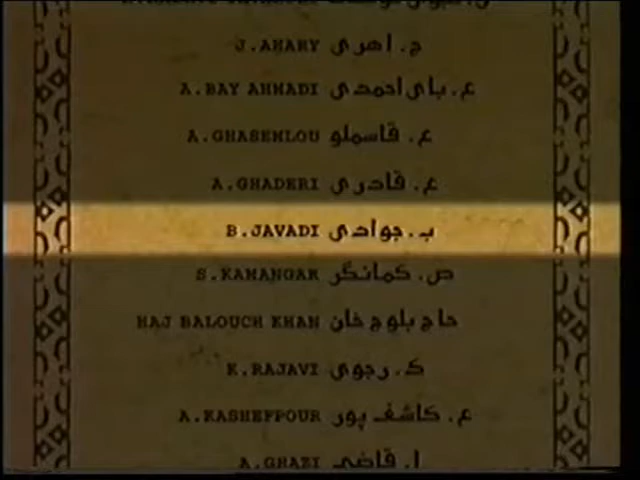 J.AHARY ج. اهری
A.BAY AHMADI ع. بای احمدی
A.GHASEMLOU ع. قاسملو
A.GHADERI ع. قادری
B.JAVADI ب. جوادی
S.KAMANGAR ص. کمانگر
HAJ BALOUCH KHAN حاج بلوچ خان
K.RAJAVI ک. رجوی
A.KASHEFPOUR ع. کاشف پور
A.GHAZI ا. قاضی